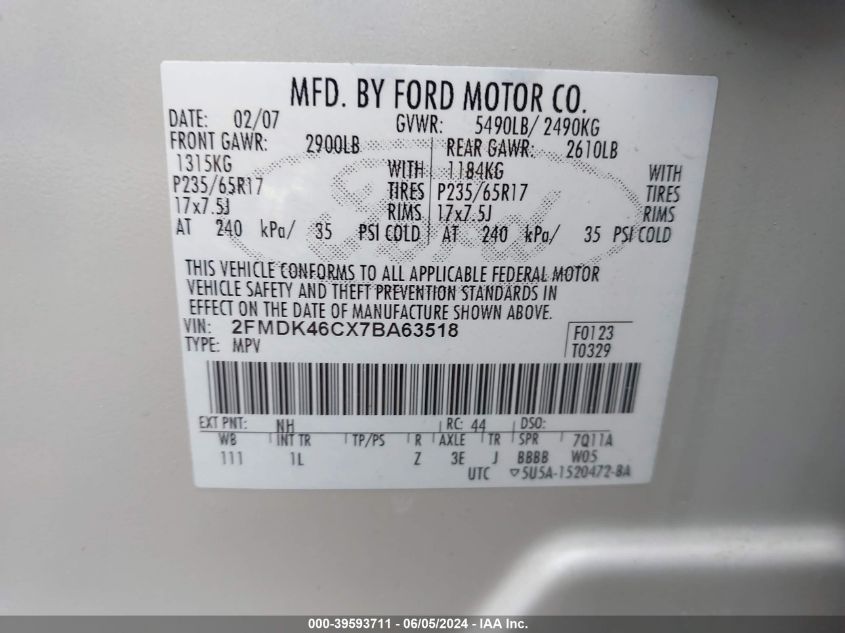 MFD. BY FORD MOTOR CO.
DATE: 02/07 GVWR: 5490LB/ 2490KG
FRONT GAWR: 2900LB REAR GAWR: 2610LB
1315KG WITH 1184KG WITH
P235/65R17 TIRES P235/65R17 TIRES
17x7.5J RIMS 17x7.5J RIMS
AT 240 kPa/ 35 PSI COLD AT 240 kPa/ 35 PSI COLD
Ford
THIS VEHICLE CONFORMS TO ALL APPLICABLE FEDERAL MOTOR
VEHICLE SAFETY AND THEFT PREVENTION STANDARDS IN
EFFECT ON THE DATE OF MANUFACTURE SHOWN ABOVE.
VIN: 2FMDK46CX7BA63518 F0123
TYPE: MPV T0329
EXT PNT: NH RC: 44 DSO:
WB INT TR TP/PS R AXLE TR SPR 7Q11A
111 1L Z 3E J BBBB W05
UTC 5U5A-1520472-BA
000-39593711 - 06/05/2024 - IAAI.com